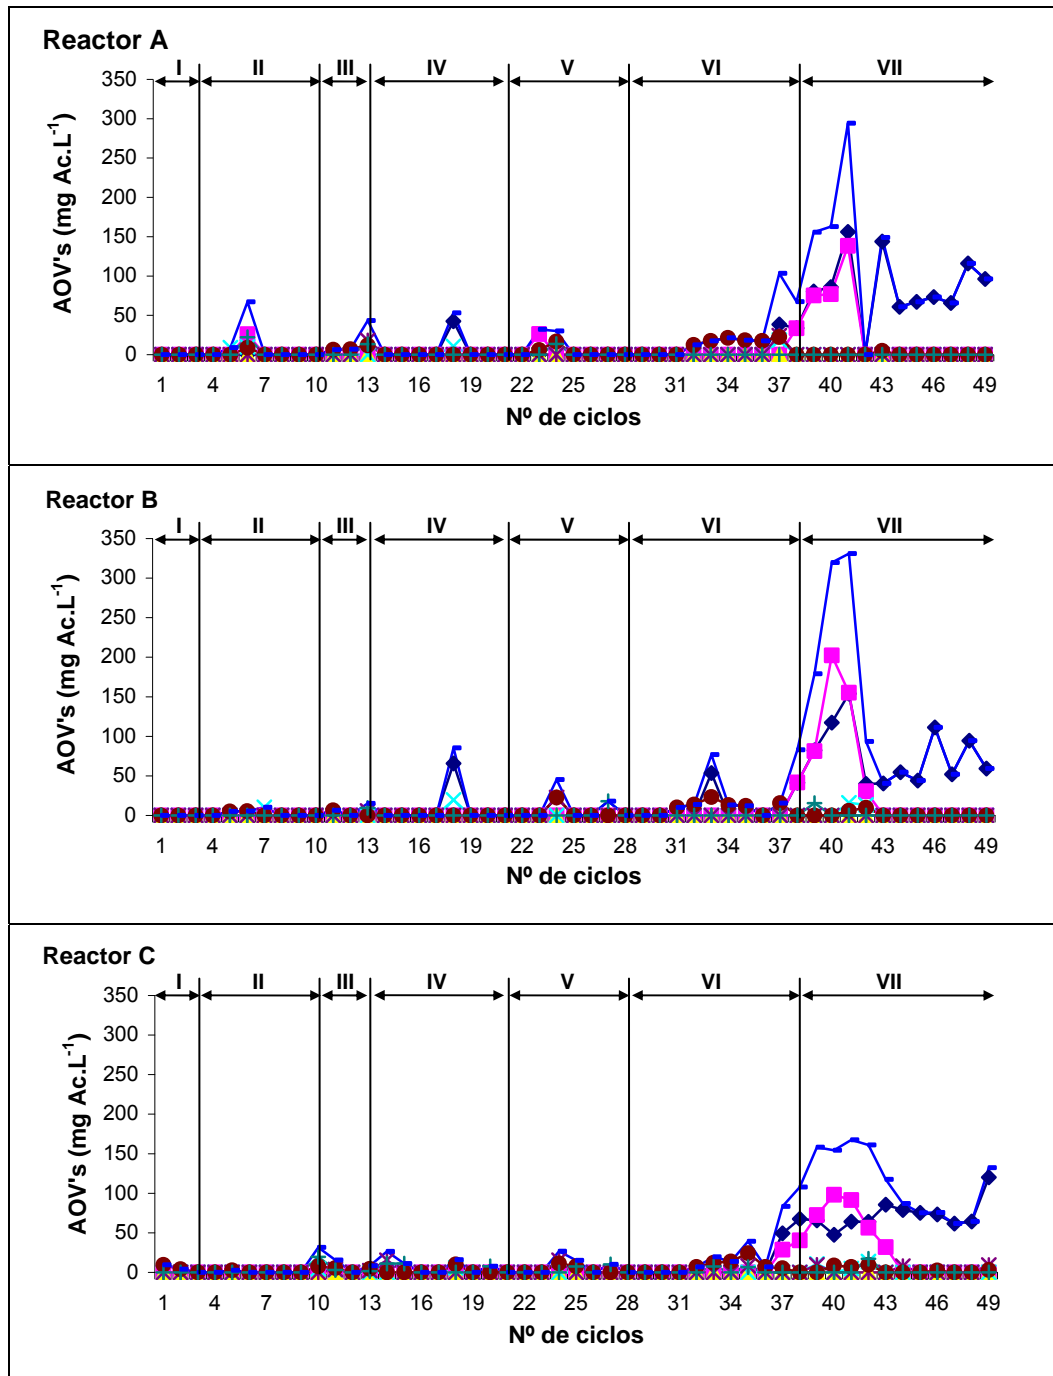 Reactor A
I II III IV V VI VII
350
300
250
200
150
100
50
0
AOV's (mg Ac.L-1)
1 4 7 10 13 16 19 22 25 28 31 34 37 40 43 46 49
Nº de ciclos
Reactor B
I II III IV V VI VII
350
300
250
200
150
100
50
0
AOV's (mg Ac.L-1)
1 4 7 10 13 16 19 22 25 28 31 34 37 40 43 46 49
Nº de ciclos
Reactor C
I II III IV V VI VII
350
300
250
200
150
100
50
0
AOV's (mg Ac.L-1)
1 4 7 10 13 16 19 22 25 28 31 34 37 40 43 46 49
Nº de ciclos